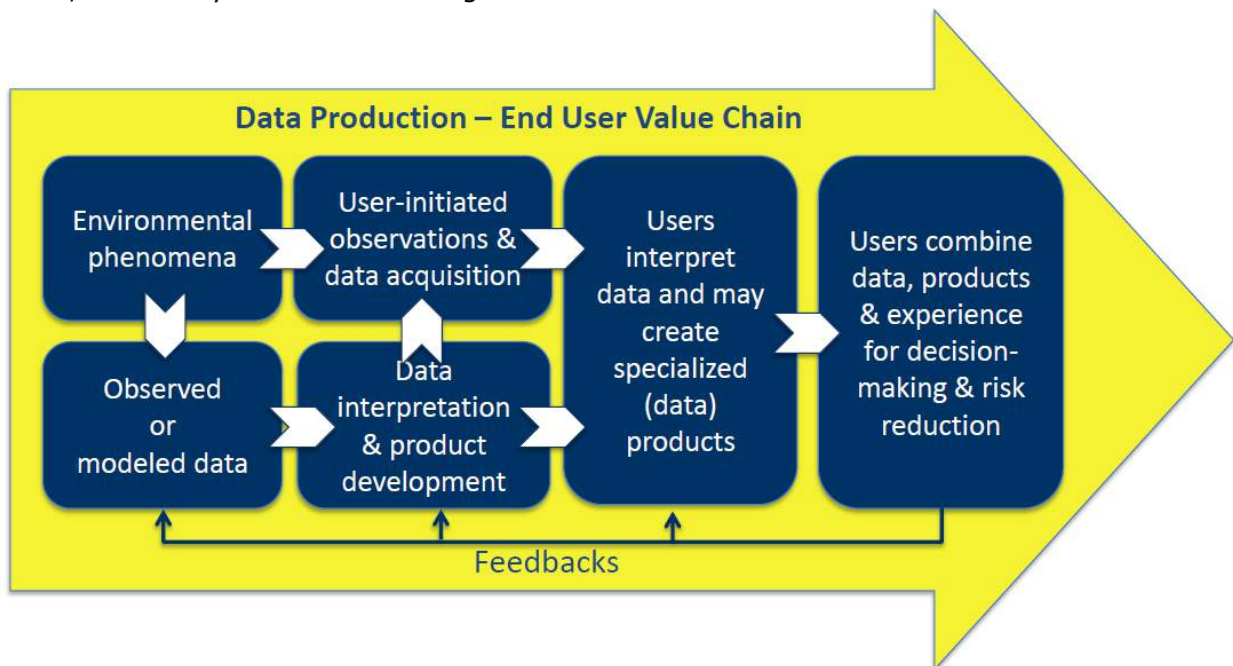 Data Production – End User Value Chain
Environmental
phenomena
User-initiated
observations &
data acquisition
Observed
or
modeled data
Data
interpretation
& product
development
Users
interpret
data and may
create
specialized
(data)
products
Users combine
data, products
& experience
for decision-
making & risk
reduction
Feedbacks